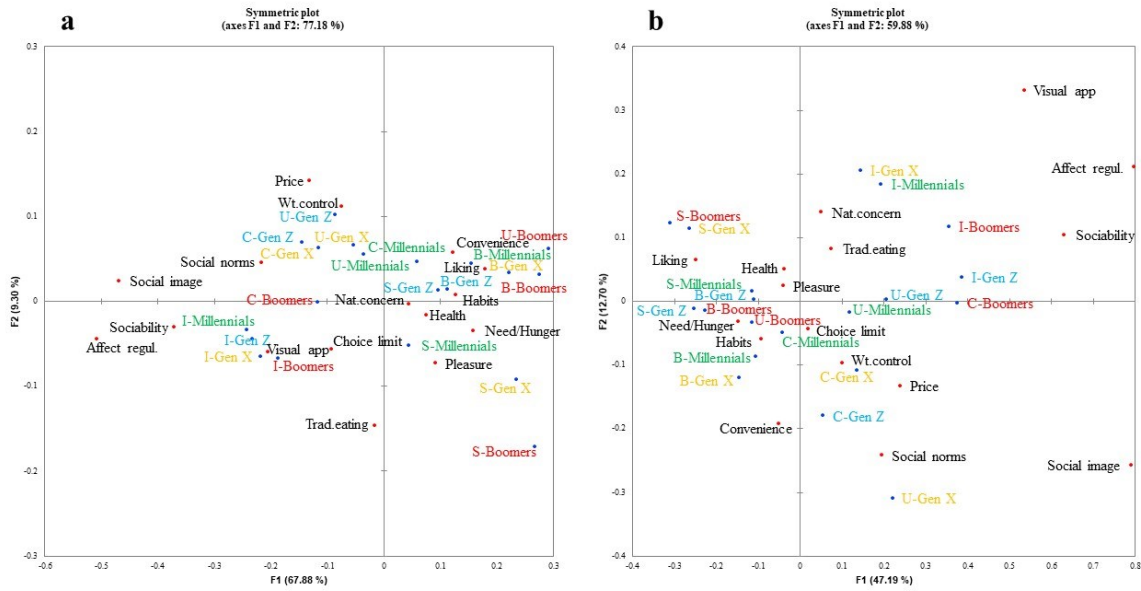 a
Symmetric plot
(axes F1 and F2: 77.18 %)
0.3
0.2
0.1
0
-0.1
-0.2
-0.3
F2 (9.30 %)
Price
Wt.control
U-Gen Z
C-Gen Z
U-Gen X
C-Gen X
C-Millennials
Convenience
U-Boomers
B-Millennials
Social norms
U-Millennials
Liking
B-Gen X
Social image
S-Gen Z
B-Gen Z
B-Boomers
C-Boomers
Nat.concern
Habits
Health
Sociability
I-Millennials
Need/Hunger
Affect regul.
I-Gen Z
Visual app
Choice limit
S-Millennials
I-Gen X
I-Boomers
Pleasure
S-Gen X
Trad.eating
S-Boomers
-0.6
-0.5
-0.4
-0.3
-0.2
-0.1
0
0.1
0.2
0.3
F1 (67.88 %)
b
Symmetric plot
(axes F1 and F2: 59.88 %)
0.4
0.3
0.2
0.1
0
-0.1
-0.2
-0.3
-0.4
F2 (12.70 %)
Visual app
I-Gen X
Affect regul.
I-Millennials
S-Boomers
Nat.concern
S-Gen X
I-Boomers
Sociability
Trad.eating
Liking
Health
S-Millennials
Pleasure
I-Gen Z
B-Gen Z
U-Gen Z
S-Gen Z
B-Boomers
U-Millennials
C-Boomers
Need/Hunger
U-Boomers
Choice limit
Habits
C-Millennials
B-Millennials
Wt.control
B-Gen X
C-Gen X
Price
C-Gen Z
Convenience
Social norms
Social image
U-Gen X
-0.4
-0.3
-0.2
-0.1
0
0.1
0.2
0.3
0.4
0.5
0.6
0.7
0.8
F1 (47.19 %)